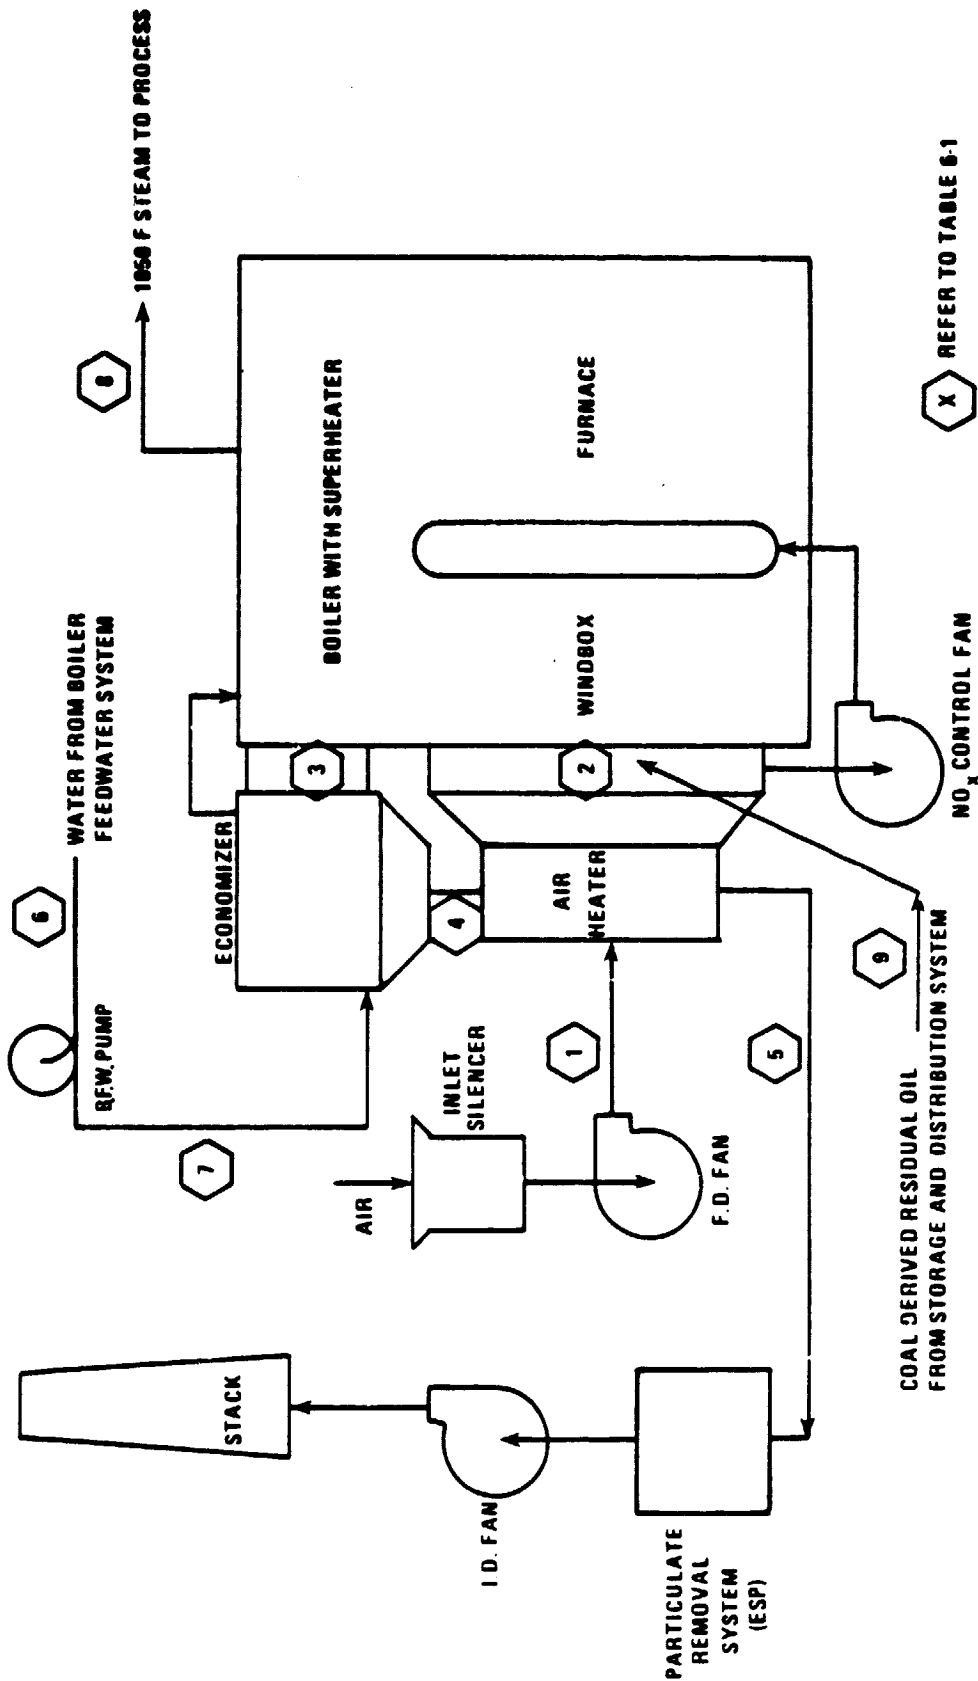 STACK
I.D. FAN
PARTICULATE
REMOVAL
SYSTEM
(ESP)
6
WATER FROM BOILER
FEEDWATER SYSTEM
B.F.W. PUMP
7
ECONOMIZER
8
1050 F STEAM TO PROCESS
AIR
INLET
SILENCER
F.D. FAN
1
3
4
AIR
HEATER
2
BOILER WITH SUPERHEATER
WINDBOX
FURNACE
5
9
COAL DERIVED RESIDUAL OIL
FROM STORAGE AND DISTRIBUTION SYSTEM
NOx CONTROL FAN
X REFER TO TABLE 6-1